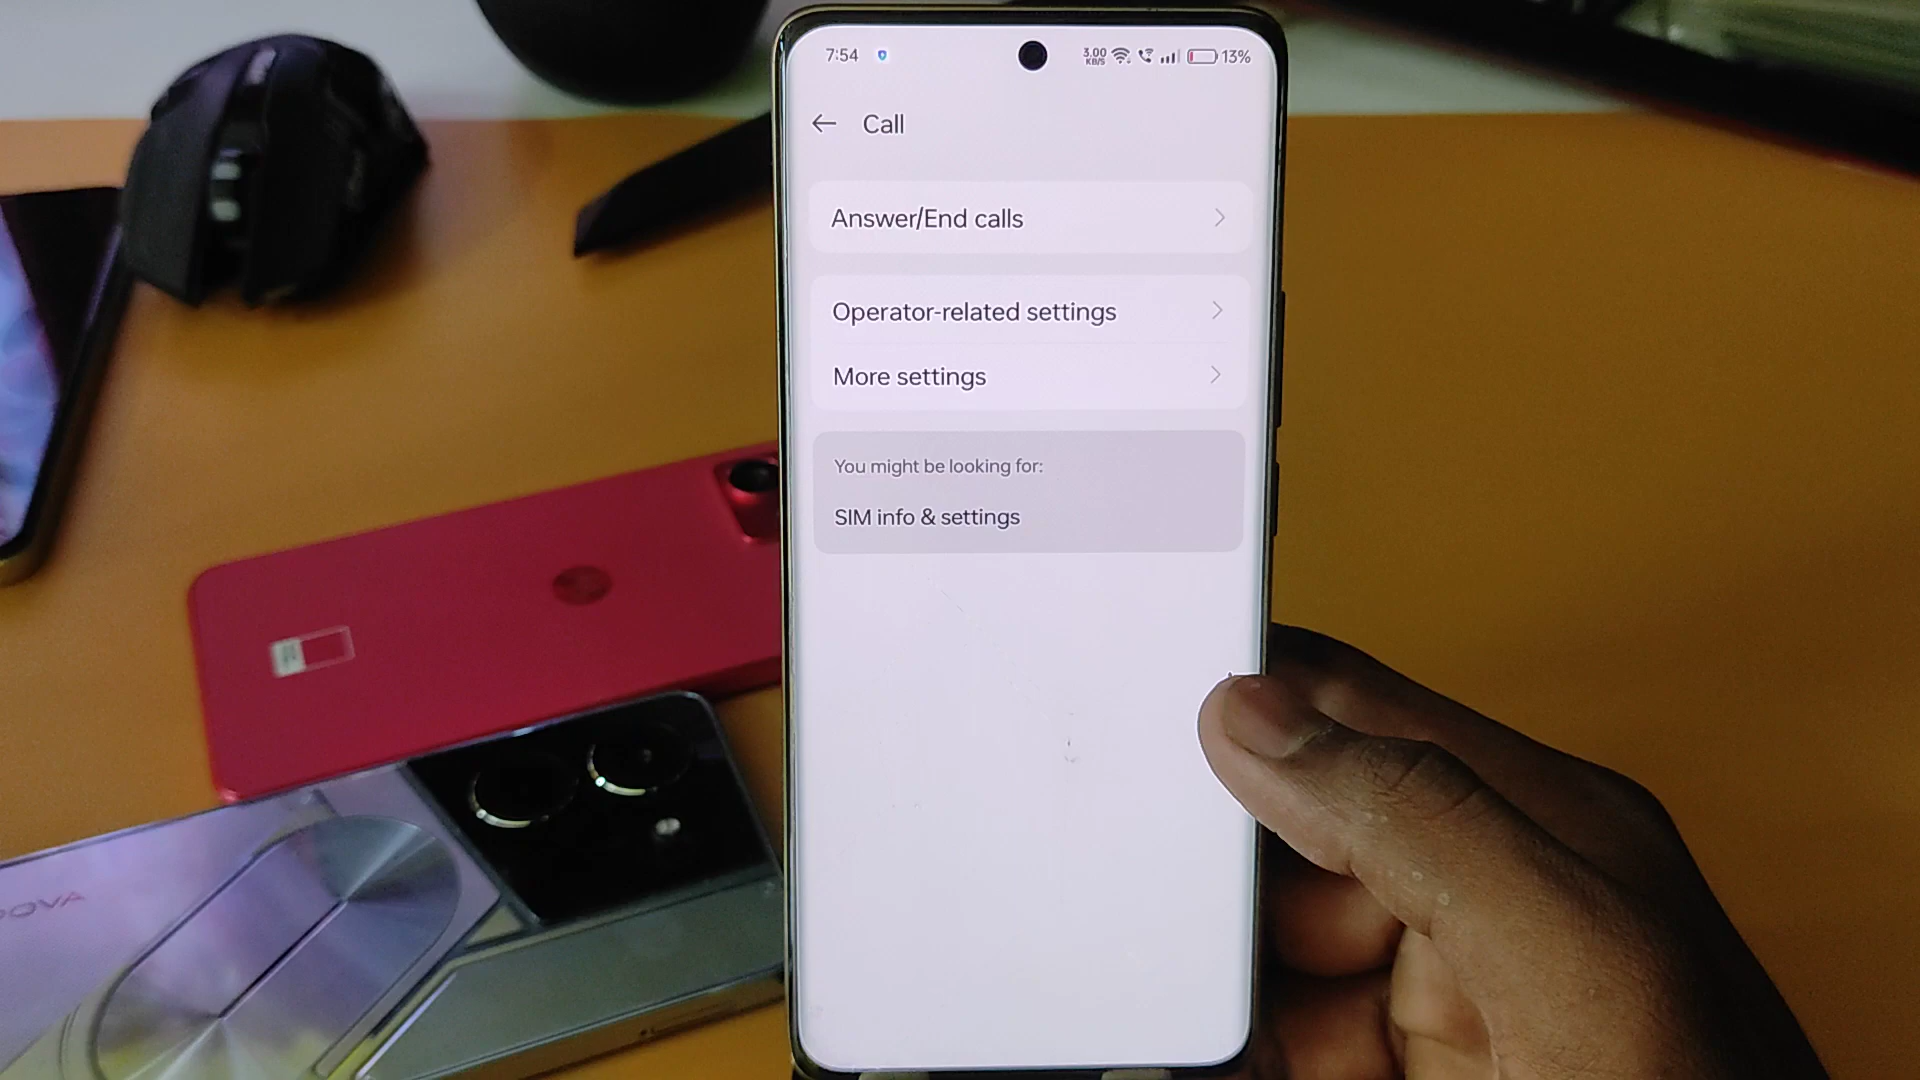 7:54
3.00
KB/S
13%
Call
Answer/End calls
Operator-related settings
More settings
You might be looking for:
SIM info & settings
POVA